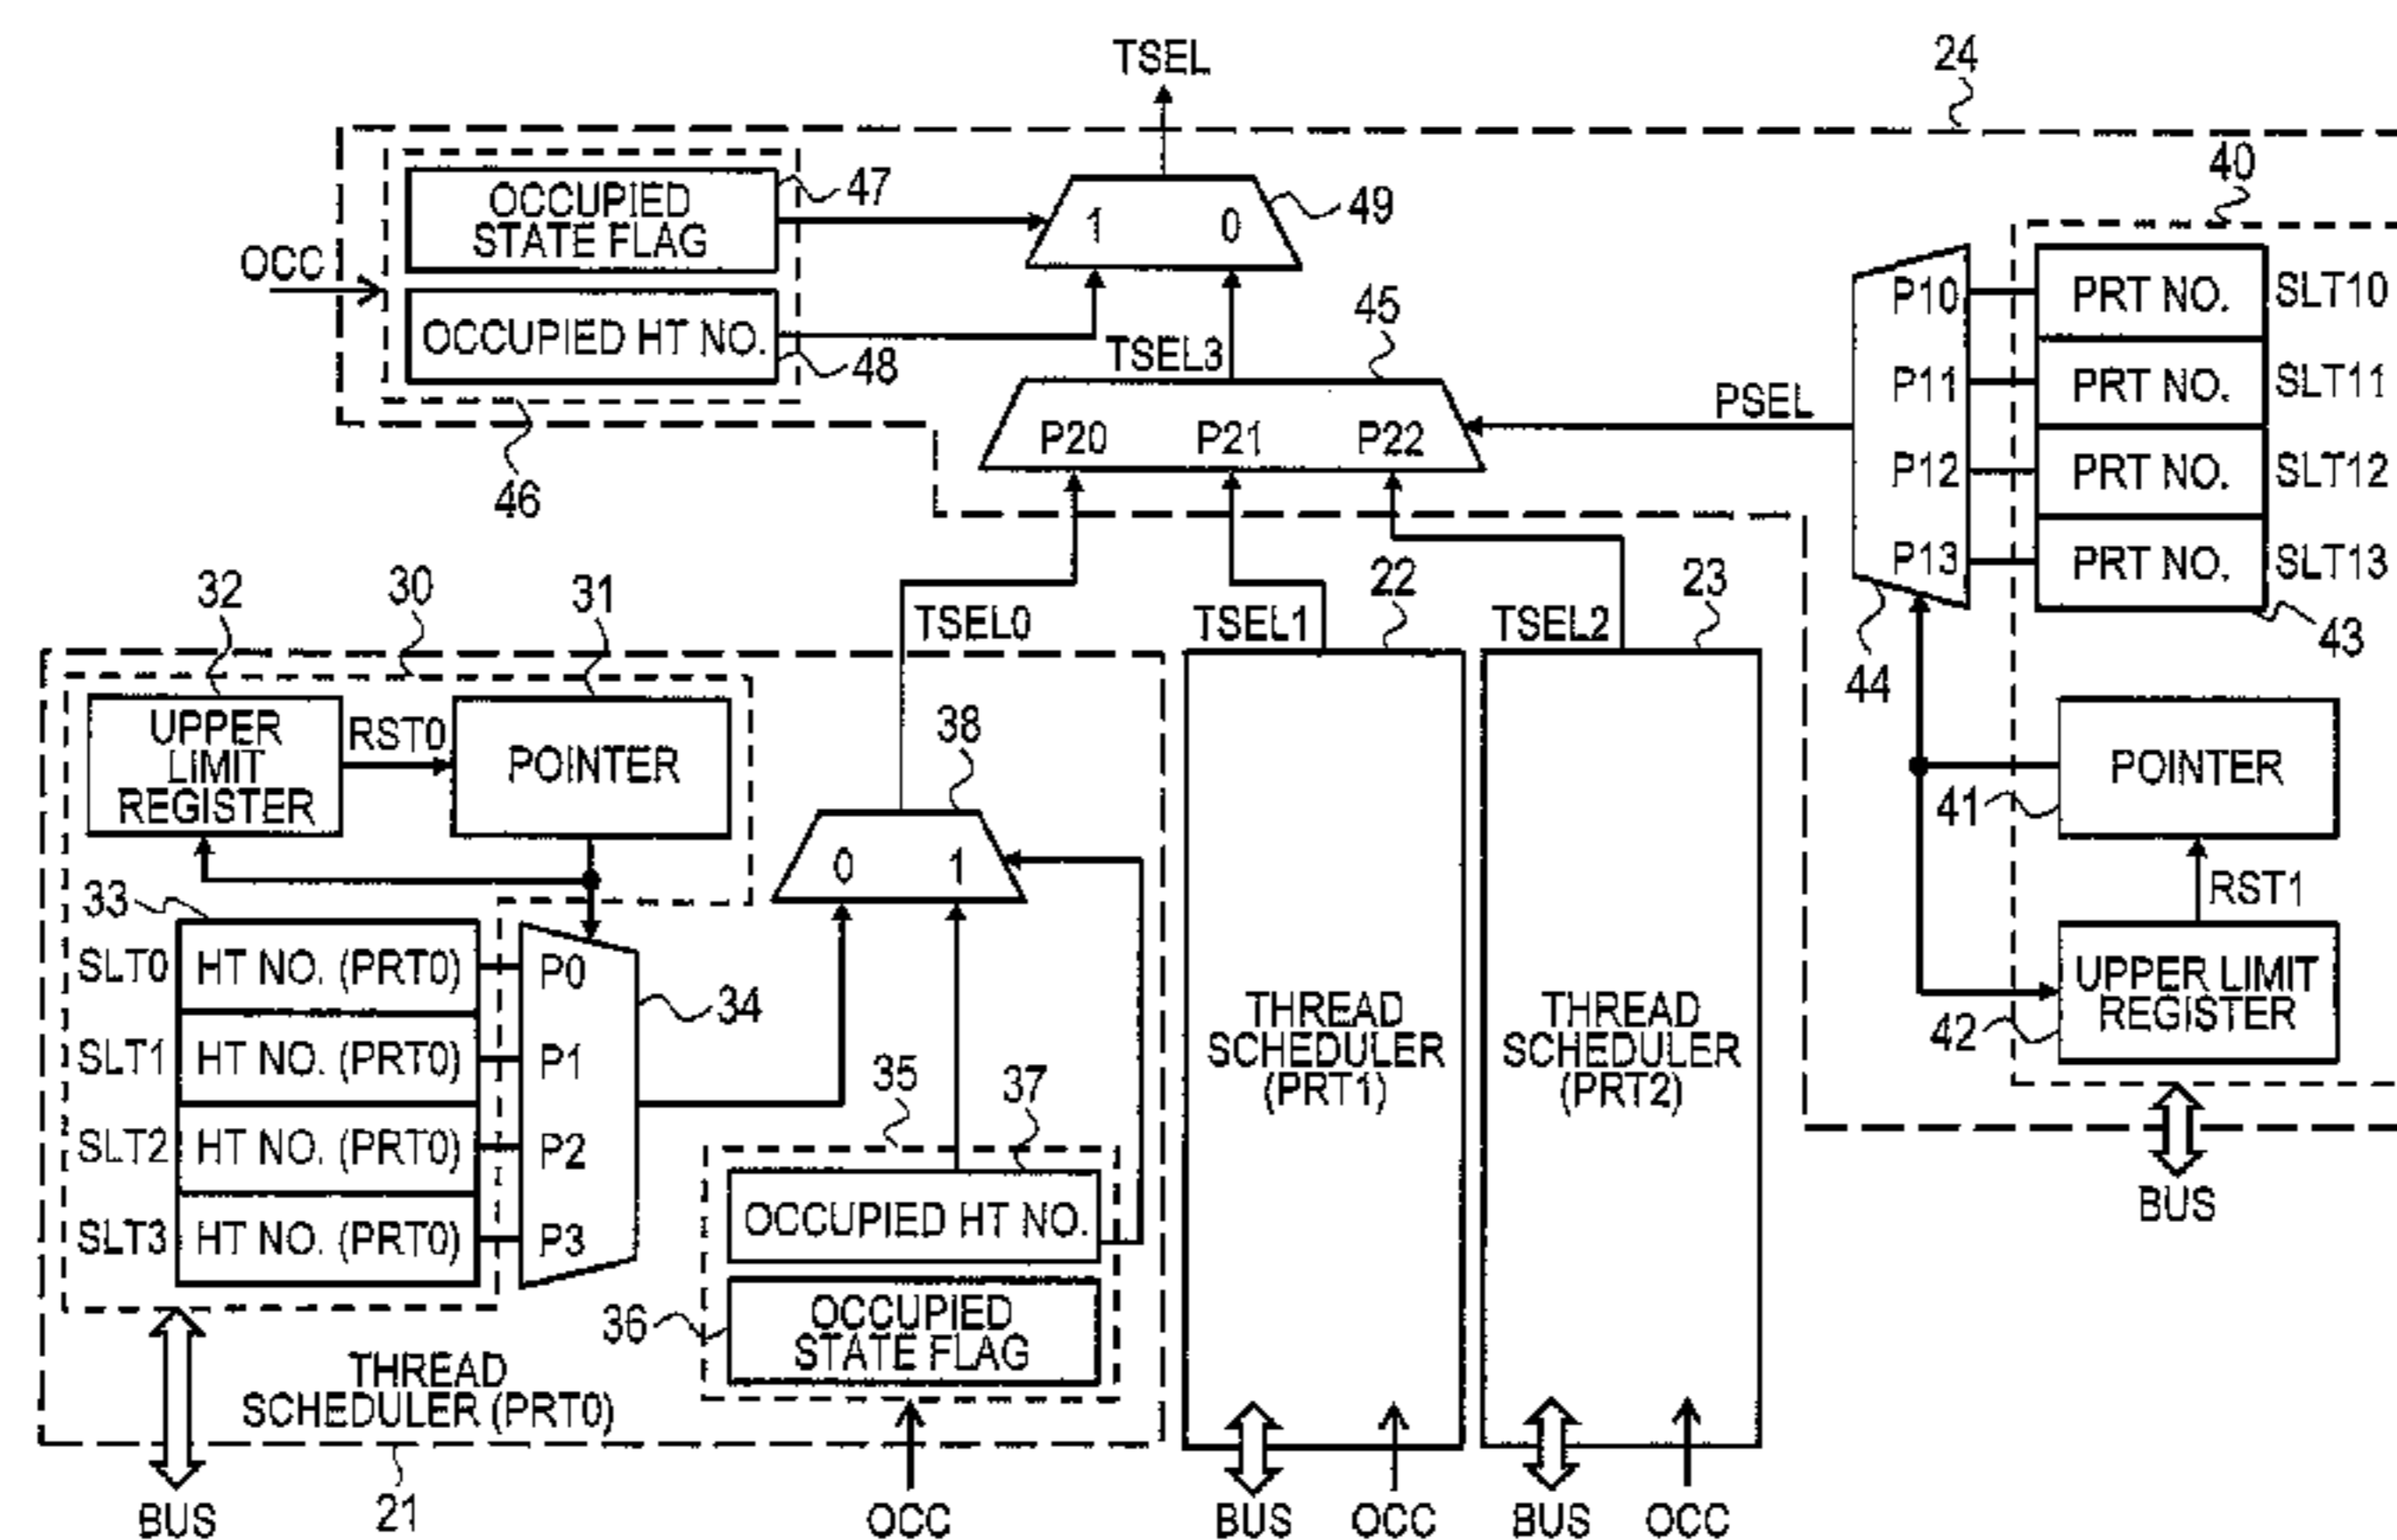 TSEL
24
40
OCCUPIED
STATE FLAG
47
1 0
49
OCC
OCCUPIED HT NO.
48
46
TSEL3
45
P20 P21 P22
PSEL
P10 PRT NO. SLT10
P11 PRT NO. SLT11
P12 PRT NO. SLT12
P13 PRT NO. SLT13
44
43
POINTER
41
RST1
UPPER LIMIT
REGISTER
42
BUS
32
30
31
TSEL0
TSEL1
22
TSEL2
23
UPPER
LIMIT
REGISTER
RST0
POINTER
38
0 1
33
SLT0 HT NO. (PRT0) P0
SLT1 HT NO. (PRT0) P1
SLT2 HT NO. (PRT0) P2
SLT3 HT NO. (PRT0) P3
34
35
37
OCCUPIED HT NO.
36
OCCUPIED
STATE FLAG
THREAD
SCHEDULER (PRT0)
THREAD
SCHEDULER
(PRT1)
THREAD
SCHEDULER
(PRT2)
BUS
21
OCC
BUS
OCC
BUS
OCC